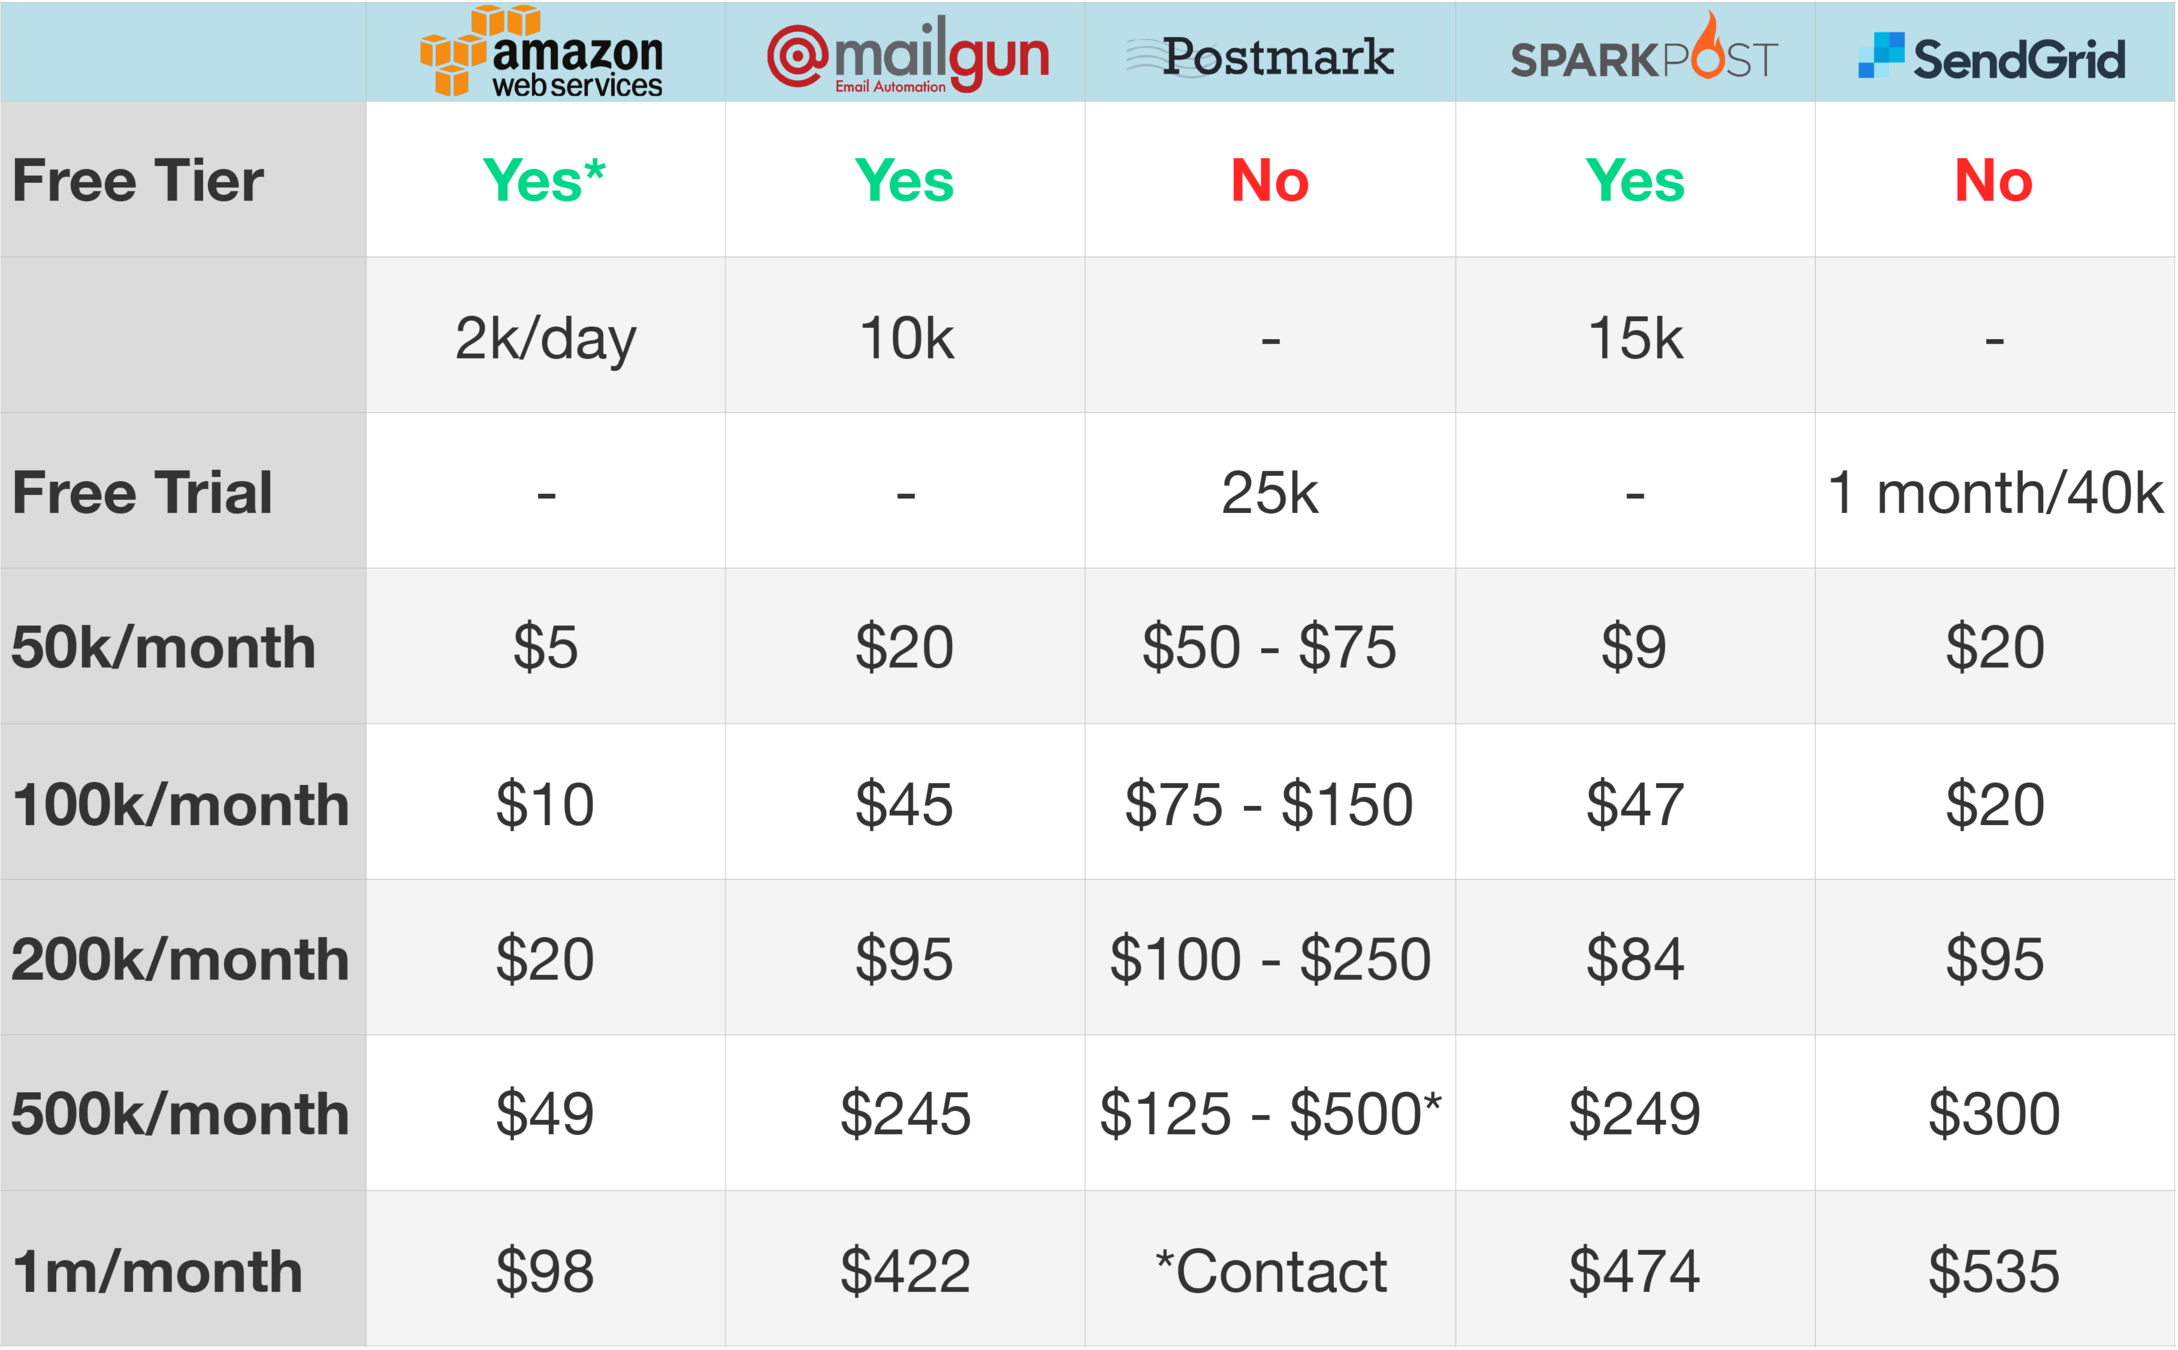 amazon web services @mailgun Email Automation Postmark SPARKPOST SendGrid
Free Tier Yes* Yes No Yes No
2k/day 10k - 15k -
Free Trial - - 25k - 1 month/40k
50k/month $5 $20 $50 - $75 $9 $20
100k/month $10 $45 $75 - $150 $47 $20
200k/month $20 $95 $100 - $250 $84 $95
500k/month $49 $245 $125 - $500* $249 $300
1m/month $98 $422 *Contact $474 $535